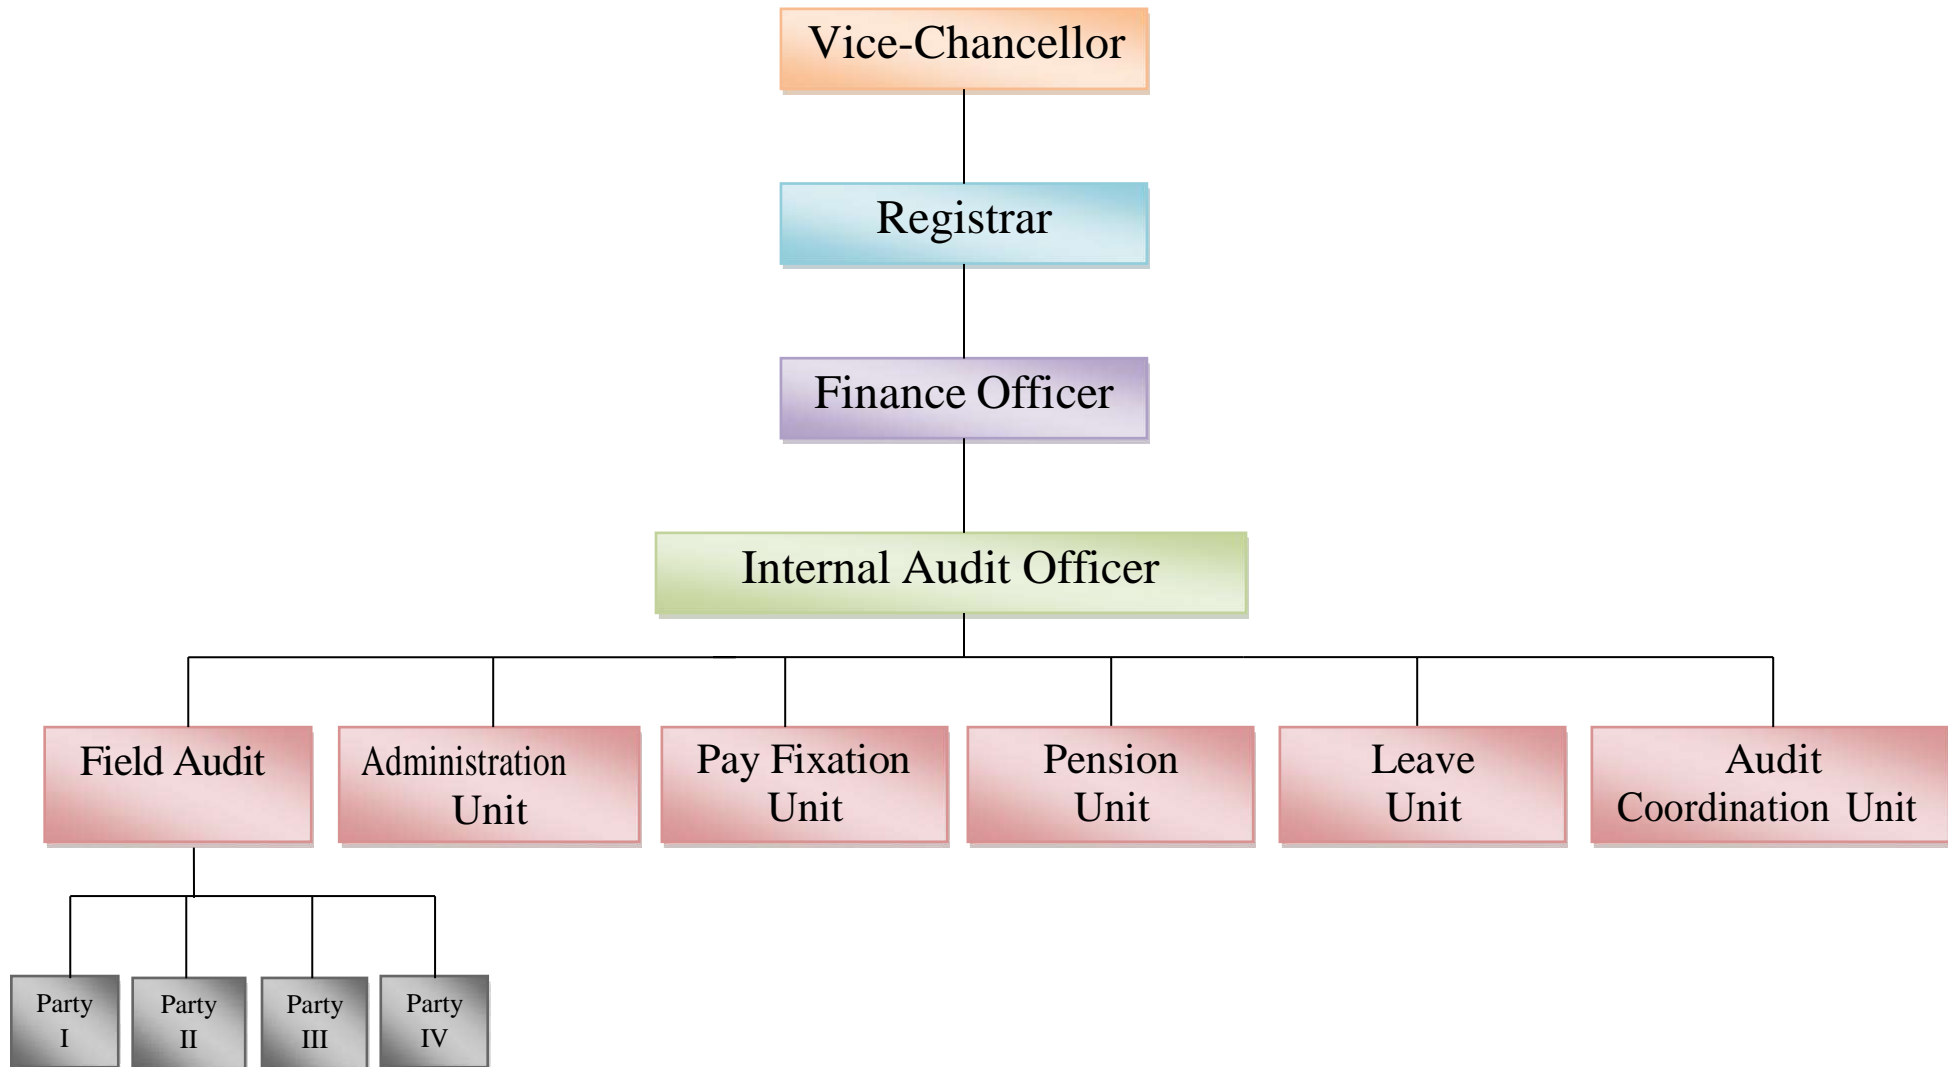 Vice-Chancellor
Registrar
Finance Officer
Internal Audit Officer
Field Audit
Administration
Unit
Pay Fixation
Unit
Pension
Unit
Leave
Unit
Audit
Coordination Unit
Party
I
Party
II
Party
III
Party
IV